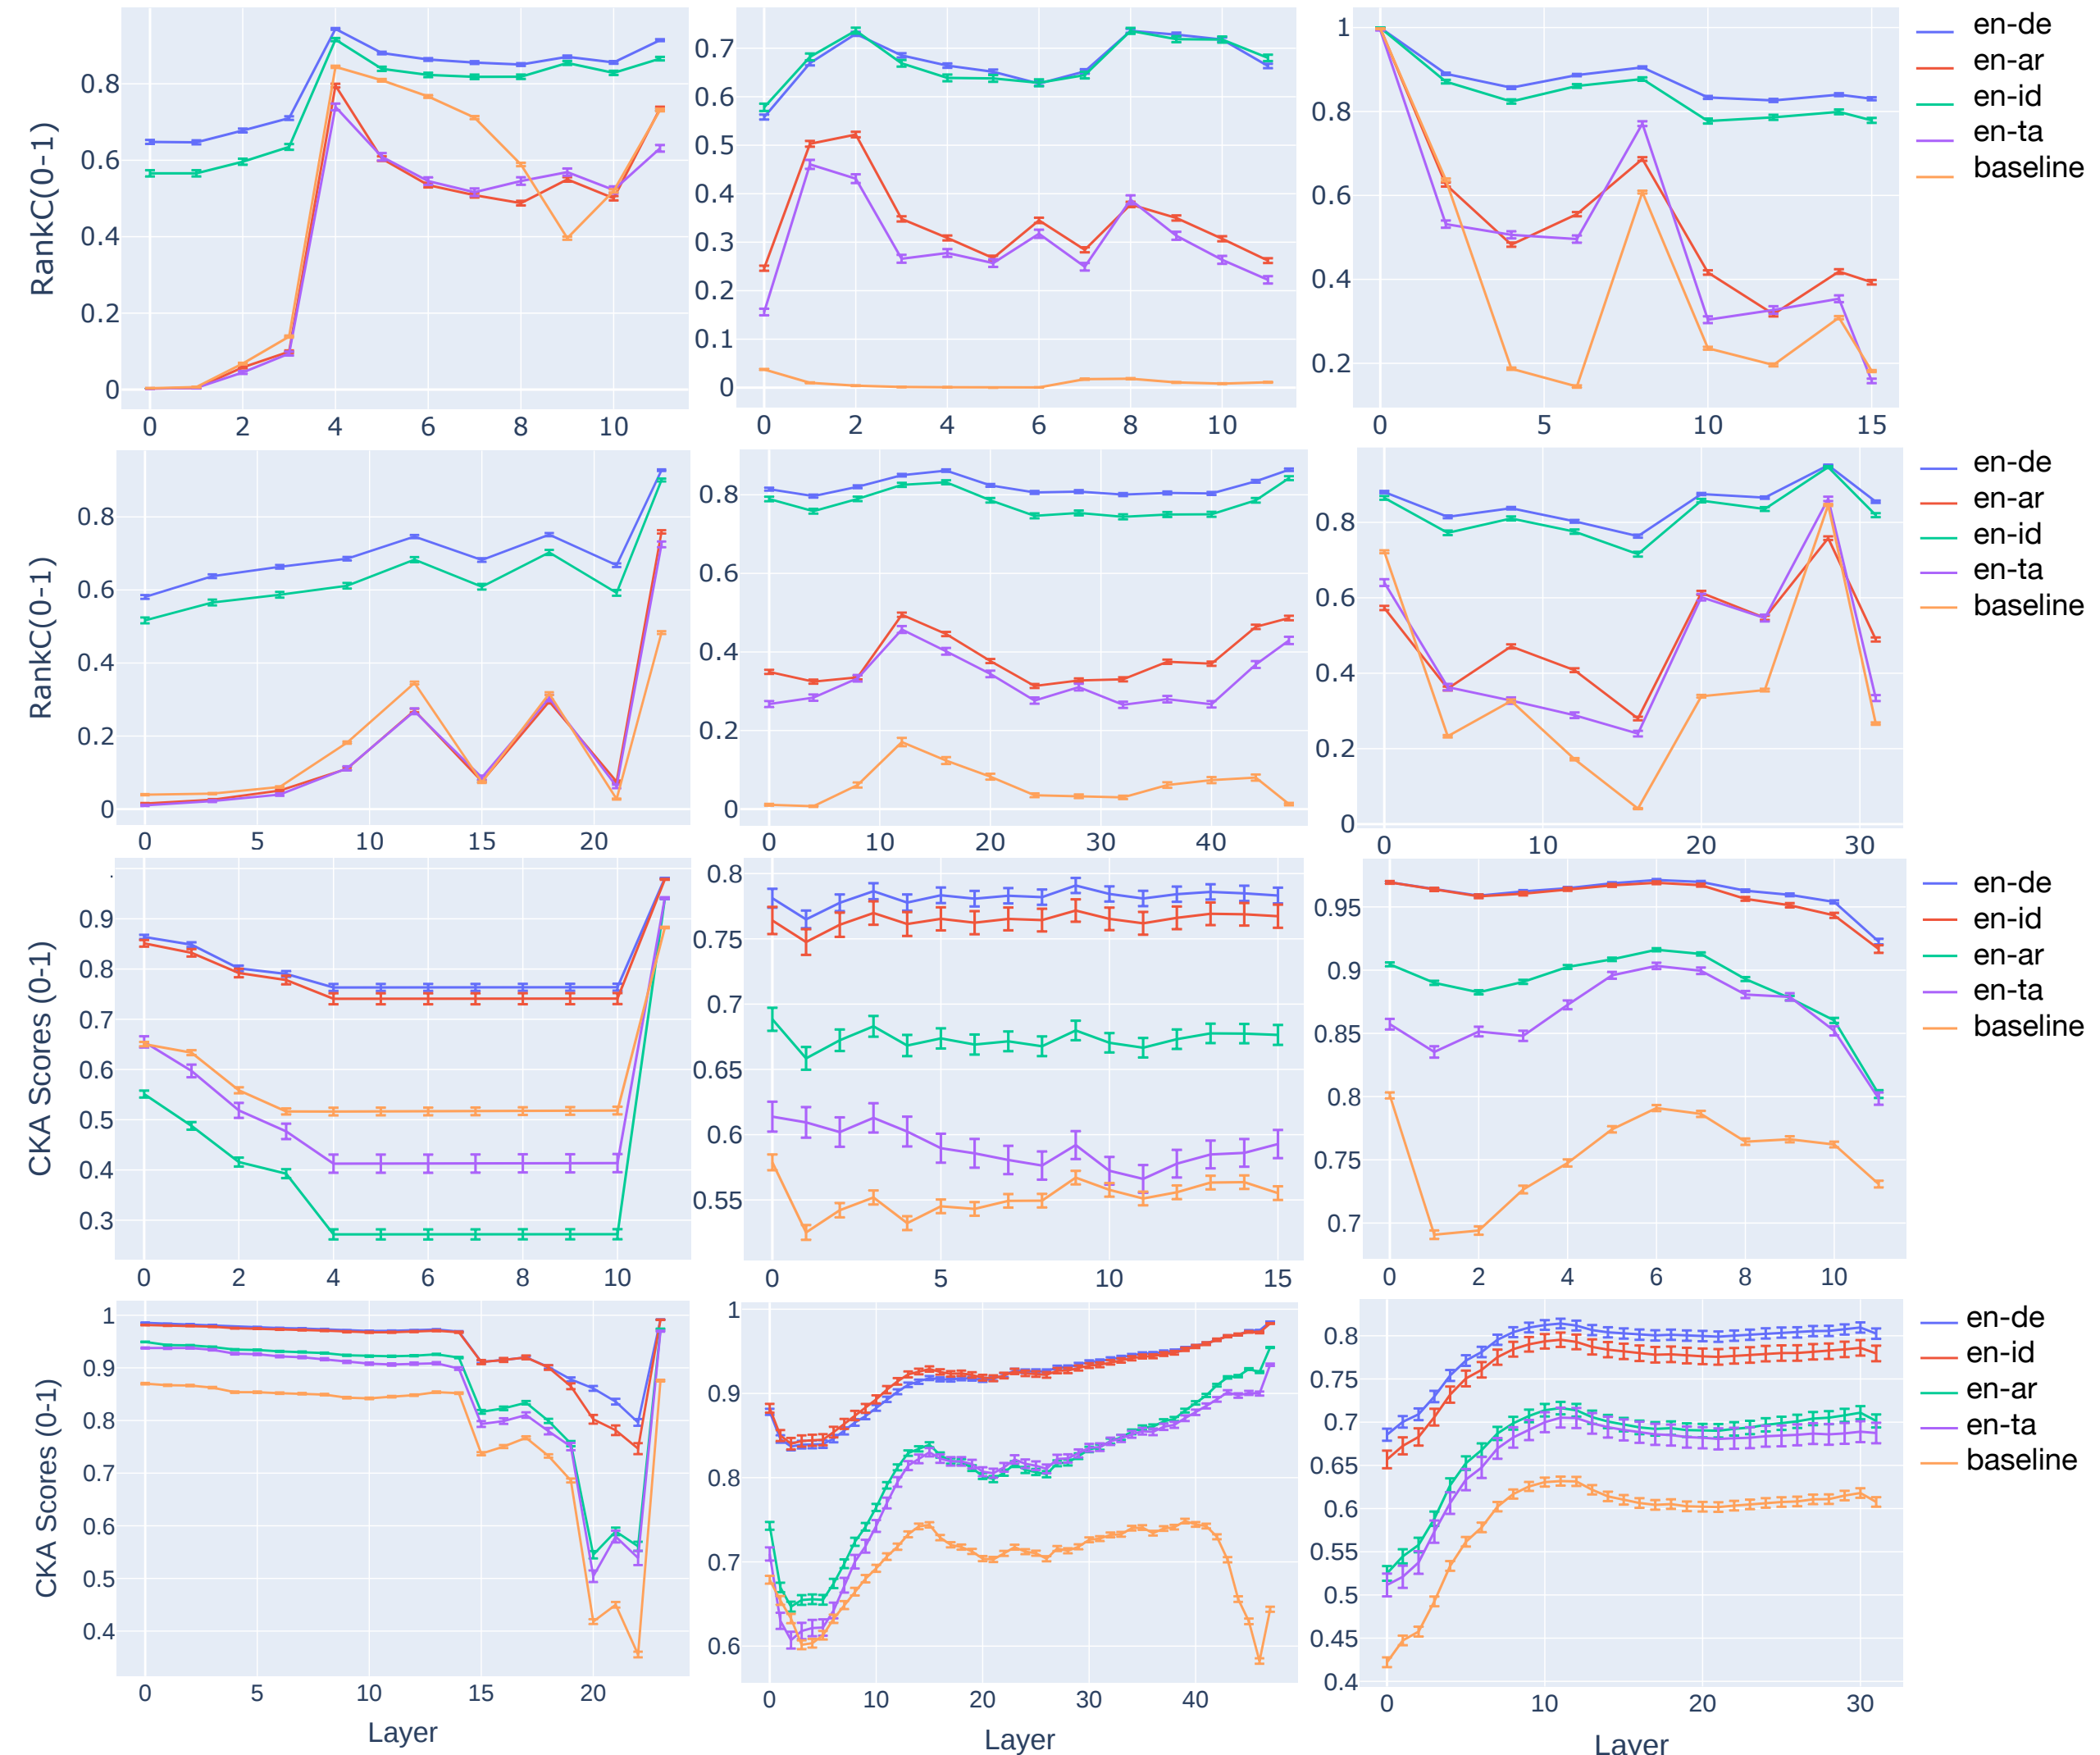 RankC(0-1)
0.8
0.6
0.4
0.2
0
0 2 4 6 8 10
0.7
0.6
0.5
0.4
0.3
0.2
0.1
0
0 2 4 6 8 10
1
0.8
0.6
0.4
0.2
0 5 10 15
en-de
en-ar
en-id
en-ta
baseline
RankC(0-1)
0.8
0.6
0.4
0.2
0
0 5 10 15 20
0.8
0.6
0.4
0.2
0
0 10 20 30 40
0.8
0.6
0.4
0.2
0
0 10 20 30
en-de
en-ar
en-id
en-ta
baseline
CKA Scores (0-1)
0.9
0.8
0.7
0.6
0.5
0.4
0.3
0 2 4 6 8 10
0.8
0.75
0.7
0.65
0.6
0.55
0 5 10 15
0.95
0.9
0.85
0.8
0.75
0.7
0 2 4 6 8 10
en-de
en-id
en-ar
en-ta
baseline
CKA Scores (0-1)
1
0.9
0.8
0.7
0.6
0.5
0.4
0 5 10 15 20
Layer
1
0.9
0.8
0.7
0.6
0 10 20 30 40
Layer
0.8
0.75
0.7
0.65
0.6
0.55
0.5
0.45
0.4
0 10 20 30
Layer
en-de
en-id
en-ar
en-ta
baseline